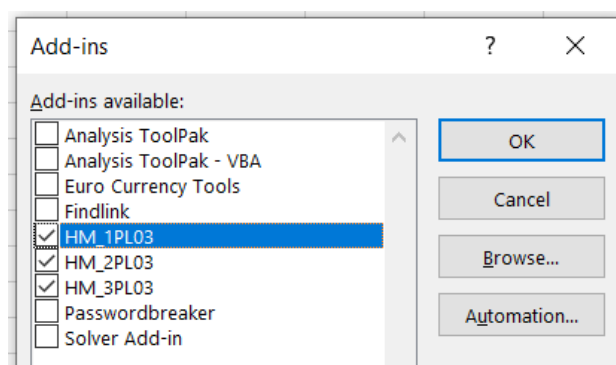 Add-ins
?
Add-ins available:
Analysis ToolPak
Analysis ToolPak - VBA
Euro Currency Tools
Findlink
HM_1PL03
HM_2PL03
HM_3PL03
Passwordbreaker
Solver Add-in
OK
Cancel
Browse...
Automation...